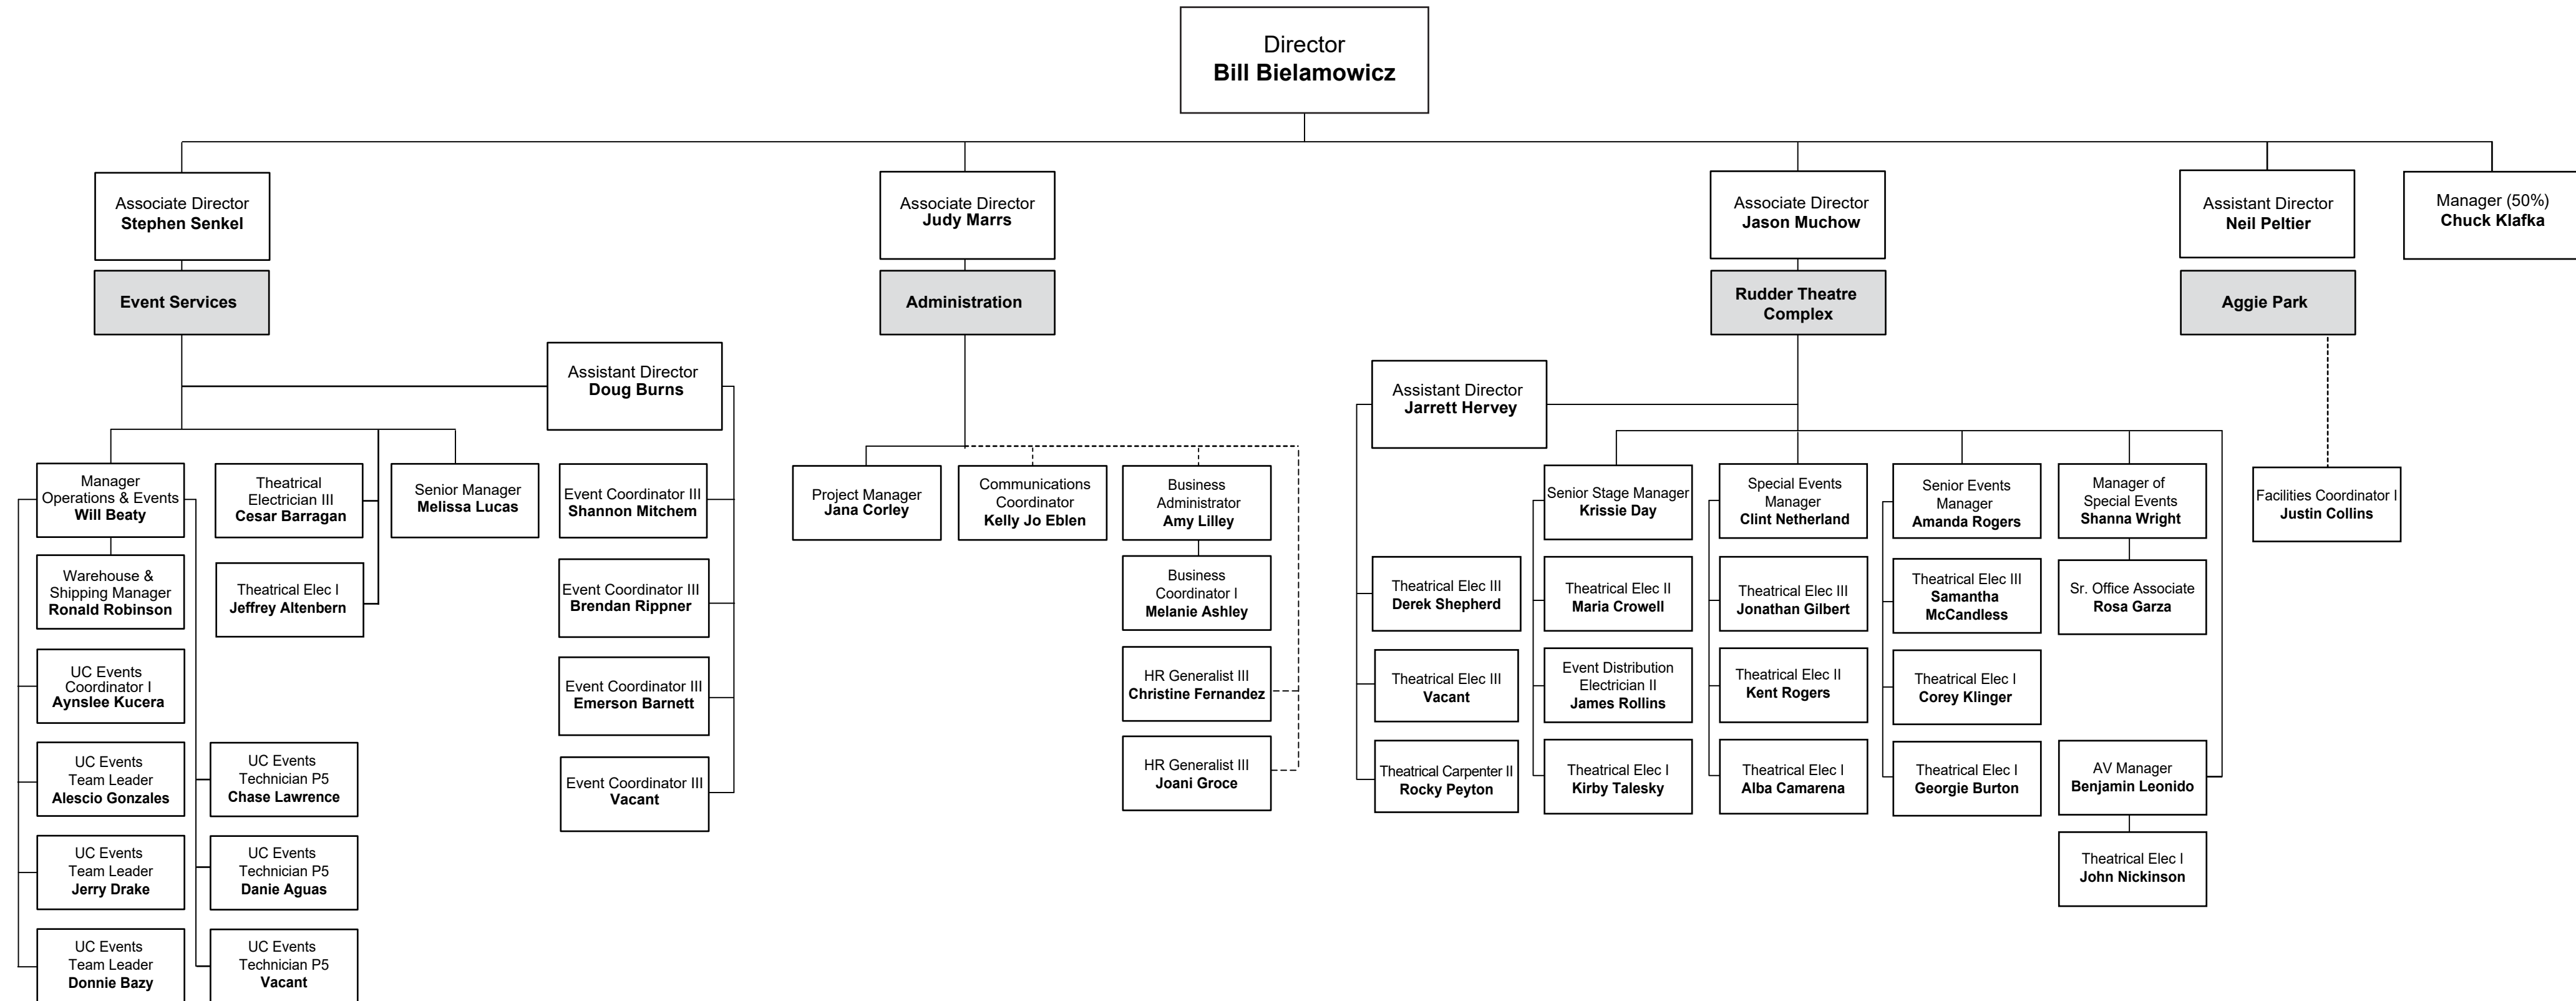 Director
Bill Bielamowicz
Associate Director
Stephen Senkel
Event Services
Associate Director
Judy Marrs
Administration
Associate Director
Jason Muchow
Rudder Theatre
Complex
Assistant Director
Neil Peltier
Aggie Park
Manager (50%)
Chuck Klafka
Assistant Director
Doug Burns
Manager
Operations & Events
Will Beaty
Warehouse &
Shipping Manager
Ronald Robinson
UC Events
Coordinator I
Aynslee Kucera
UC Events
Team Leader
Alescio Gonzales
UC Events
Team Leader
Jerry Drake
UC Events
Team Leader
Donnie Bazy
Theatrical
Electrician III
Cesar Barragan
Theatrical Elec I
Jeffrey Altenbern
UC Events
Technician P5
Chase Lawrence
UC Events
Technician P5
Danie Aguas
UC Events
Technician P5
Vacant
Senior Manager
Melissa Lucas
Event Coordinator III
Shannon Mitchem
Event Coordinator III
Brendan Rippner
Event Coordinator III
Emerson Barnett
Event Coordinator III
Vacant
Project Manager
Jana Corley
Communications
Coordinator
Kelly Jo Eblen
Business
Administrator
Amy Lilley
Business
Coordinator I
Melanie Ashley
HR Generalist III
Christine Fernandez
HR Generalist III
Joani Groce
Assistant Director
Jarrett Hervey
Theatrical Elec III
Derek Shepherd
Theatrical Elec III
Vacant
Theatrical Carpenter II
Rocky Peyton
Senior Stage Manager
Krissie Day
Theatrical Elec II
Maria Crowell
Event Distribution
Electrician II
James Rollins
Theatrical Elec I
Kirby Talesky
Special Events
Manager
Clint Netherland
Theatrical Elec III
Jonathan Gilbert
Theatrical Elec II
Kent Rogers
Theatrical Elec I
Alba Camarena
Senior Events
Manager
Amanda Rogers
Theatrical Elec III
Samantha
McCandless
Theatrical Elec I
Corey Klinger
Theatrical Elec I
Georgie Burton
Manager of
Special Events
Shanna Wright
Sr. Office Associate
Rosa Garza
AV Manager
Benjamin Leonido
Theatrical Elec I
John Nickinson
Facilities Coordinator I
Justin Collins